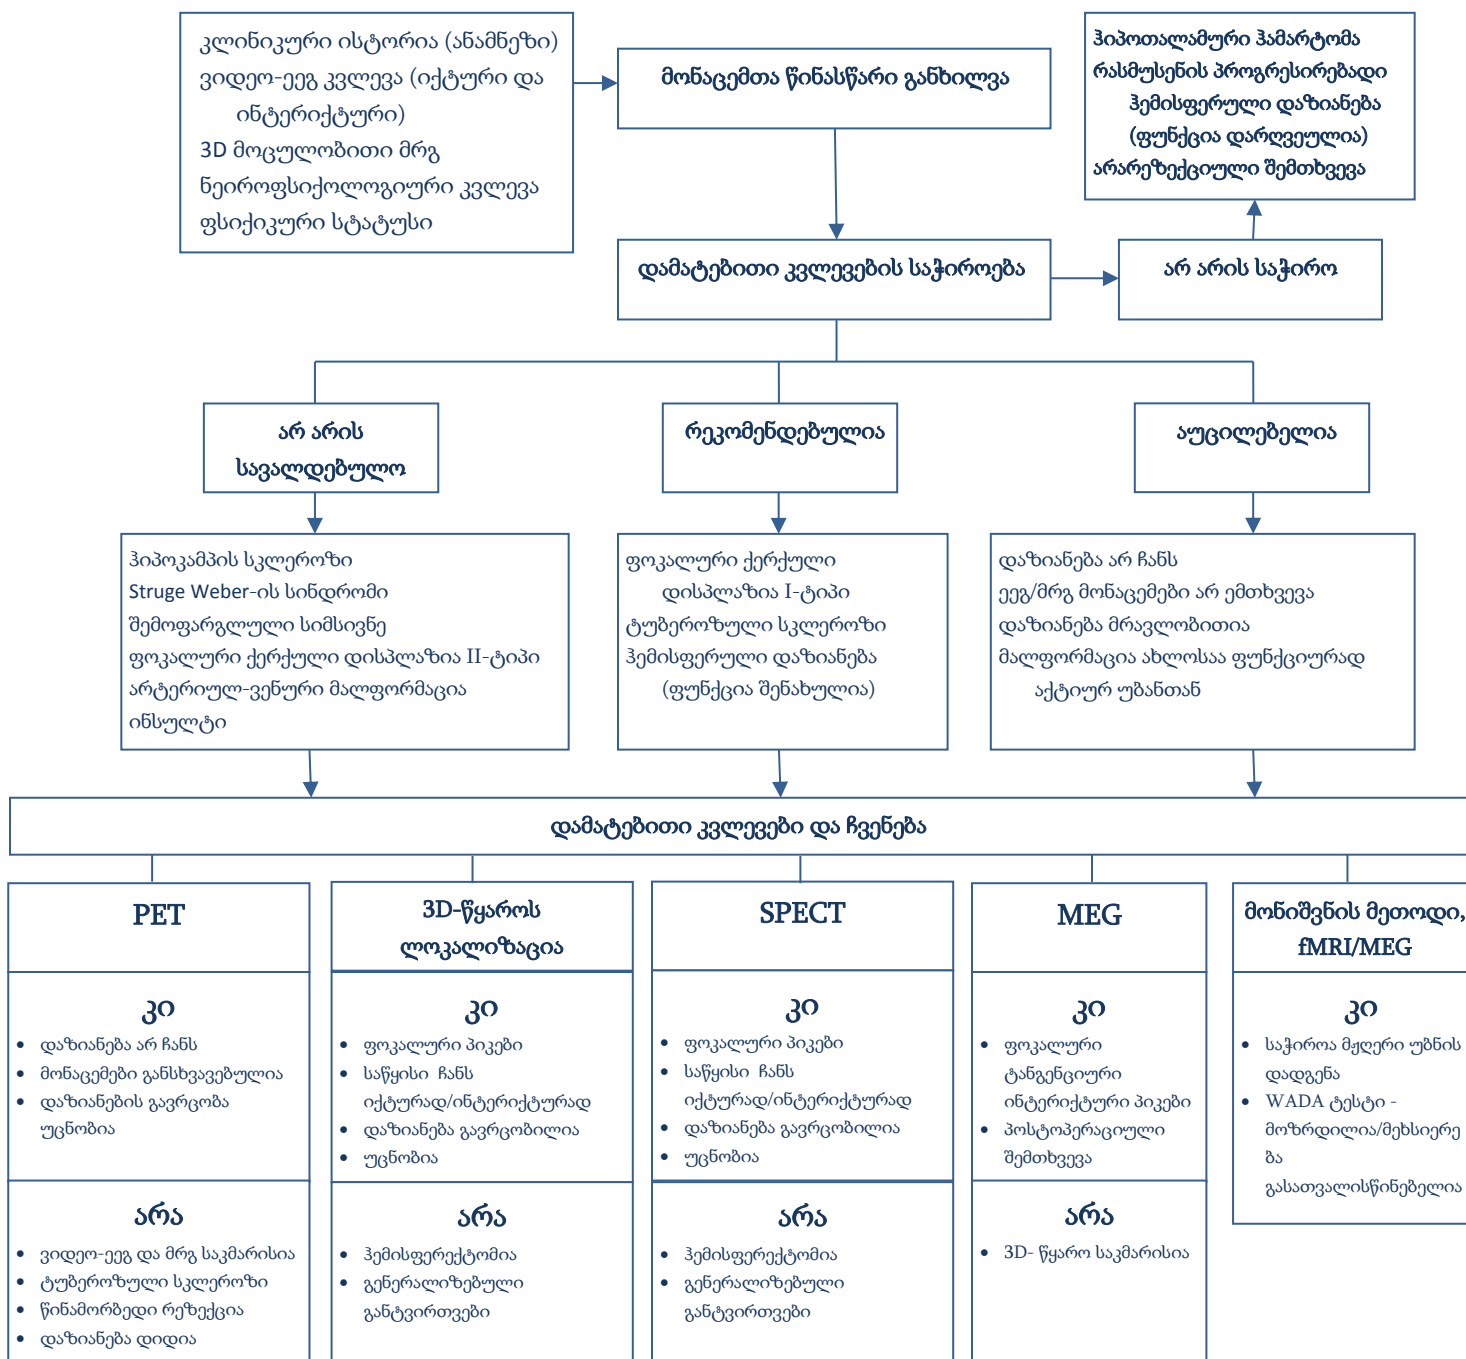 კლინიკური ისტორია (ანამნეზი)
ვიდეო-ეეგ კვლევა (იქტური და
ინტერიქტური)
3D მოცულობითი მრგ
ნეიროფსიქოლოგიური კვლევა
ფსიქიკური სტატუსი
მონაცემთა წინასწარი განხილვა
ჰიპოთალამური ჰამარტომა
რასმუსენის პროგრესირებადი
ჰემისფერული დაზიანება
(ფუნქცია დარღვეულია)
არარეზექციული შემთხვევა
დამატებითი კვლევების საჭიროება
არ არის საჭირო
არ არის
სავალდებულო
რეკომენდებულია
აუცილებელია
ჰიპოკამპის სკლეროზი
Struge Weber-ის სინდრომი
შემოფარგლული სიმსივნე
ფოკალური ქერქული დისპლაზია II-ტიპი
არტერიულ-ვენური მალფორმაცია
ინსულტი
ფოკალური ქერქული
დისპლაზია I-ტიპი
ტუბეროზული სკლეროზი
ჰემისფერული დაზიანება
(ფუნქცია შენახულია)
დაზიანება არ ჩანს
ეეგ/მრგ მონაცემები არ ემთხვევა
დაზიანება მრავლობითია
მალფორმაცია ახლოსაა ფუნქციურად
აქტიურ უბანთან
დამატებითი კვლევები და ჩვენება
PET
კი
• დაზიანება არ ჩანს
• მონაცემები განსხვავებულია
• დაზიანების გავრცობა
უცნობია
არა
• ვიდეო-ეეგ და მრგ საკმარისია
• ტუბეროზული სკლეროზი
• წინამორბედი რეზექცია
• დაზიანება დიდია
3D-წყაროს
ლოკალიზაცია
კი
• ფოკალური პიკები
• საწყისი ჩანს
იქტურად/ინტერიქტურად
• დაზიანება გავრცობილია
• უცნობია
არა
• ჰემისფერექტომია
• გენერალიზებული
განტვირთვები
SPECT
კი
• ფოკალური პიკები
• საწყისი ჩანს
იქტურად/ინტერიქტურად
• დაზიანება გავრცობილია
• უცნობია
არა
• ჰემისფერექტომია
• გენერალიზებული
განტვირთვები
MEG
კი
• ფოკალური
ტანგენციური
ინტერიქტური პიკები
• პოსტოპერაციული
შემთხვევა
არა
• 3D- წყარო საკმარისია
მონიშვნის მეთოდი,
fMRI/MEG
კი
• საჭიროა მჟღერი უბნის
დადგენა
• WADA ტესტი -
მოზრდილია/მეხსიერე
ბა
გასათვალისწინებელია